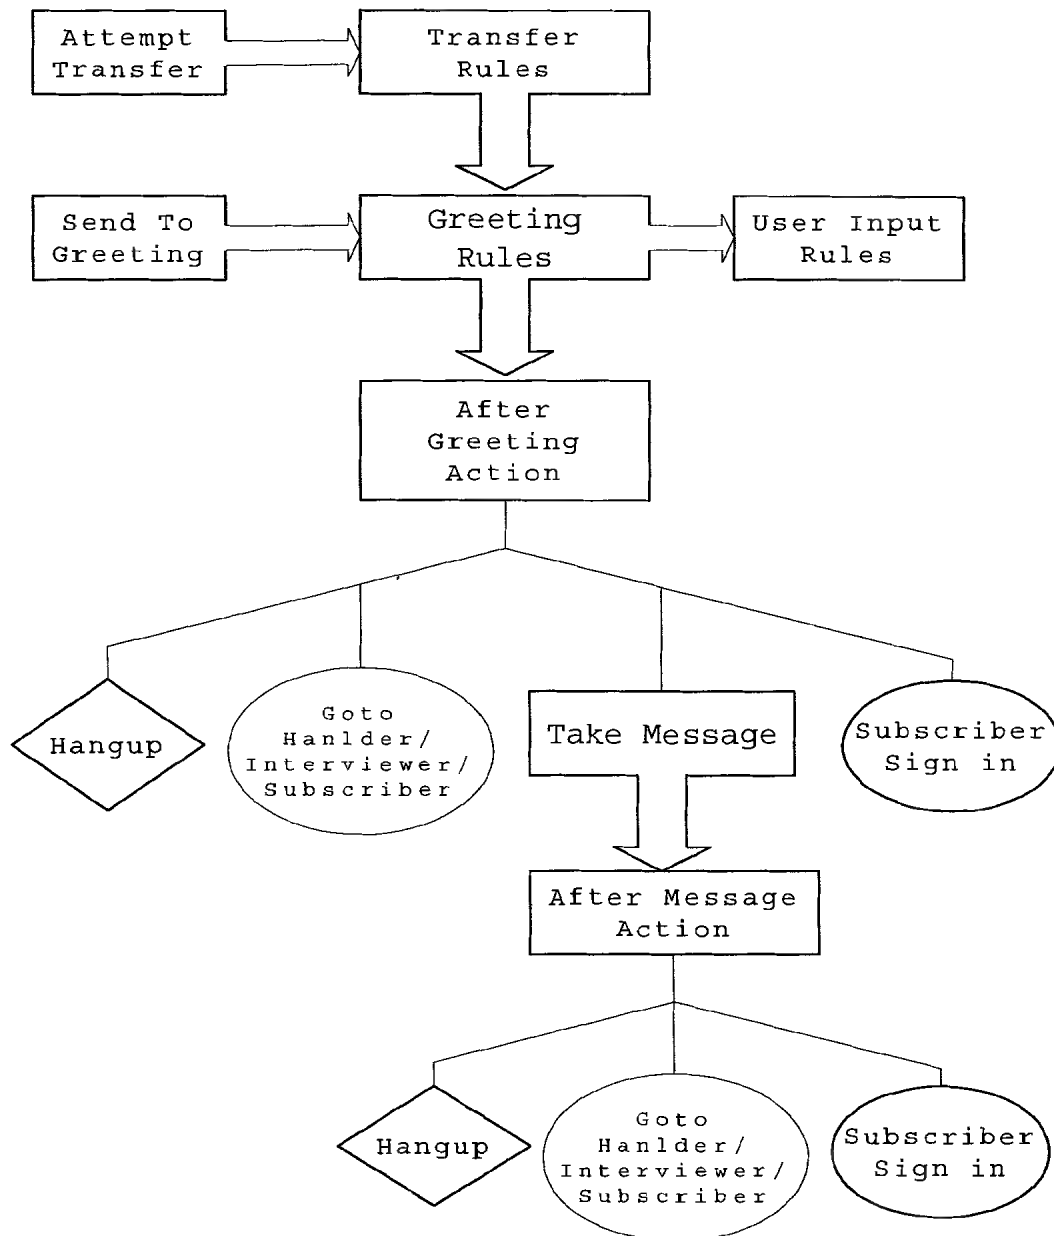 Attempt
Transfer
Transfer
Rules
Send To
Greeting
Greeting
Rules
User Input
Rules
After
Greeting
Action
Hangup
Goto
Hanlder/
Interviewer/
Subscriber
Take Message
Subscriber
Sign in
After Message
Action
Hangup
Goto
Hanlder/
Interviewer/
Subscriber
Subscriber
Sign in